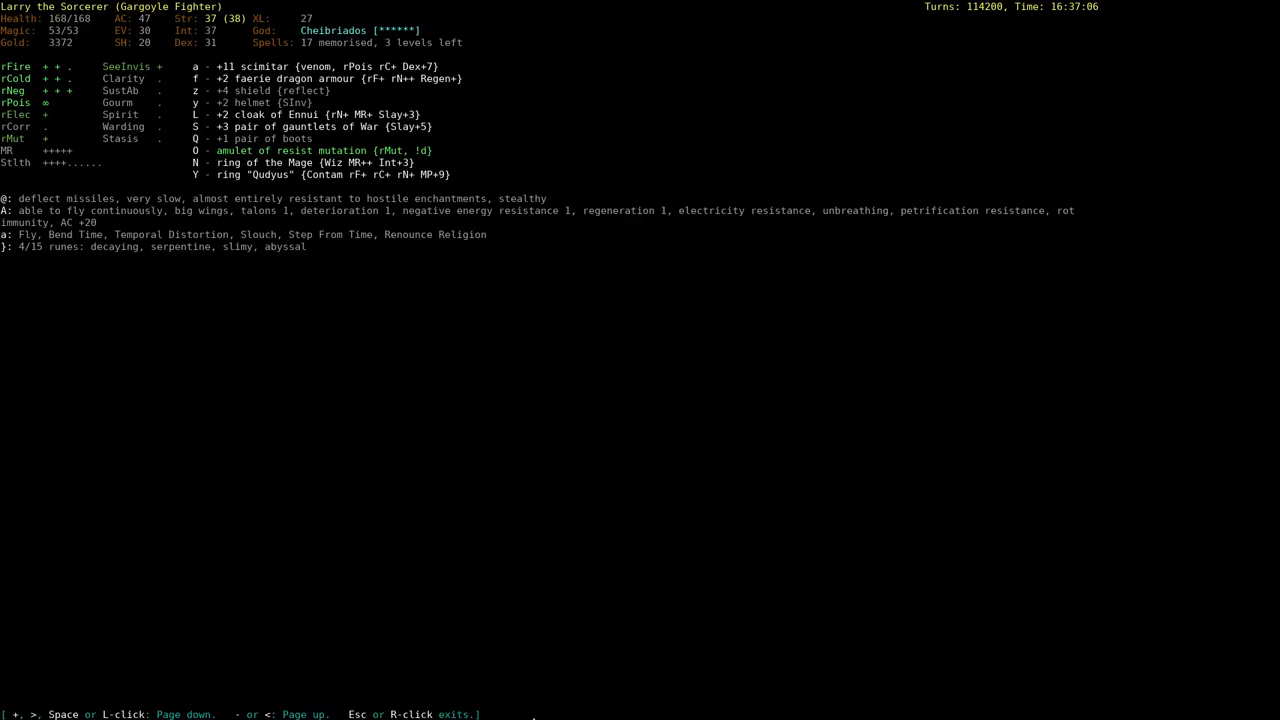 Larry the Sorcerer (Gargoyle Fighter) Turns: 114200, Time: 16:37:06
Health: 168/168 AC: 47 Str: 37 (38) XL: 27
Magic: 53/53 EV: 30 Int: 37 God: Cheibriados [******]
Gold: 3372 SH: 20 Dex: 31 Spells: 17 memorised, 3 levels left
rFire + + . SeeInvis + a - +11 scimitar {venom, rPois rC+ Dex+7}
rCold + + . Clarity . f - +2 faerie dragon armour {rF+ rN++ Regen+}
rNeg + + + SustAb . z - +4 shield {reflect}
rPois ∞ Gourm . y - +2 helmet {SInv}
rElec + Spirit . L - +2 cloak of Ennui {rN+ MR+ Slay+3}
rCorr . Warding . S - +3 pair of gauntlets of War {Slay+5}
rMut + Stasis . Q - +1 pair of boots
MR +++++ O - amulet of resist mutation {rMut, !d}
Stlth ++++...... N - ring of the Mage {Wiz MR++ Int+3}
Y - ring "Qudyus" {Contam rF+ rC+ rN+ MP+9}
@: deflect missiles, very slow, almost entirely resistant to hostile enchantments, stealthy
A: able to fly continuously, big wings, talons 1, deterioration 1, negative energy resistance 1, regeneration 1, electricity resistance, unbreathing, petrification resistance, rot
immunity, AC +20
a: Fly, Bend Time, Temporal Distortion, Slouch, Step From Time, Renounce Religion
}: 4/15 runes: decaying, serpentine, slimy, abyssal
[ +, >, Space or L-click: Page down. - or <: Page up. Esc or R-click exits.]